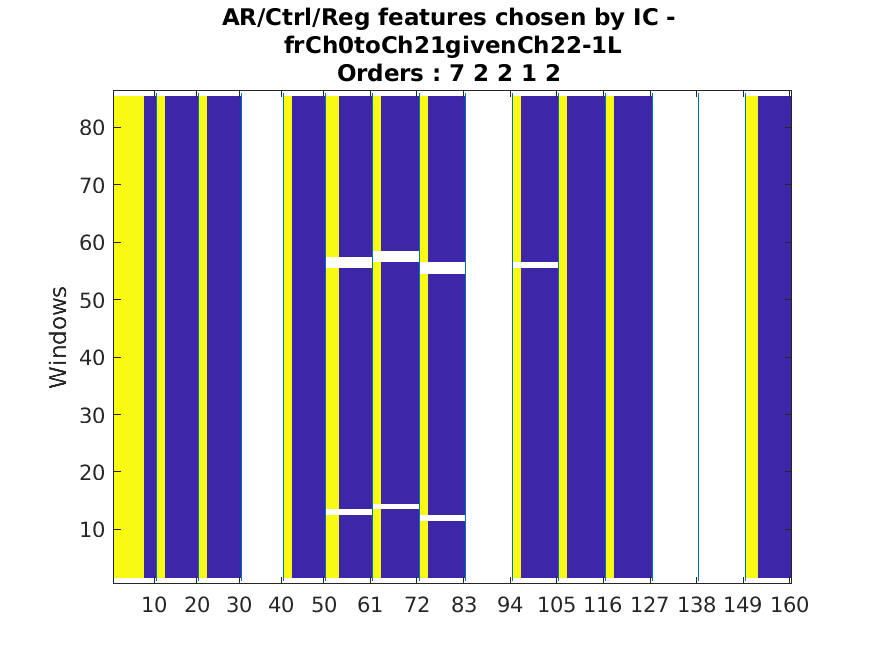 AR/Ctrl/Reg features chosen by IC -
frCh0toCh21givenCh22-1L
Orders : 7 2 2 1 2
80
70
60
50
40
30
20
10
Windows
10 20 30 40 50 61 72 83 94 105 116 127 138 149 160